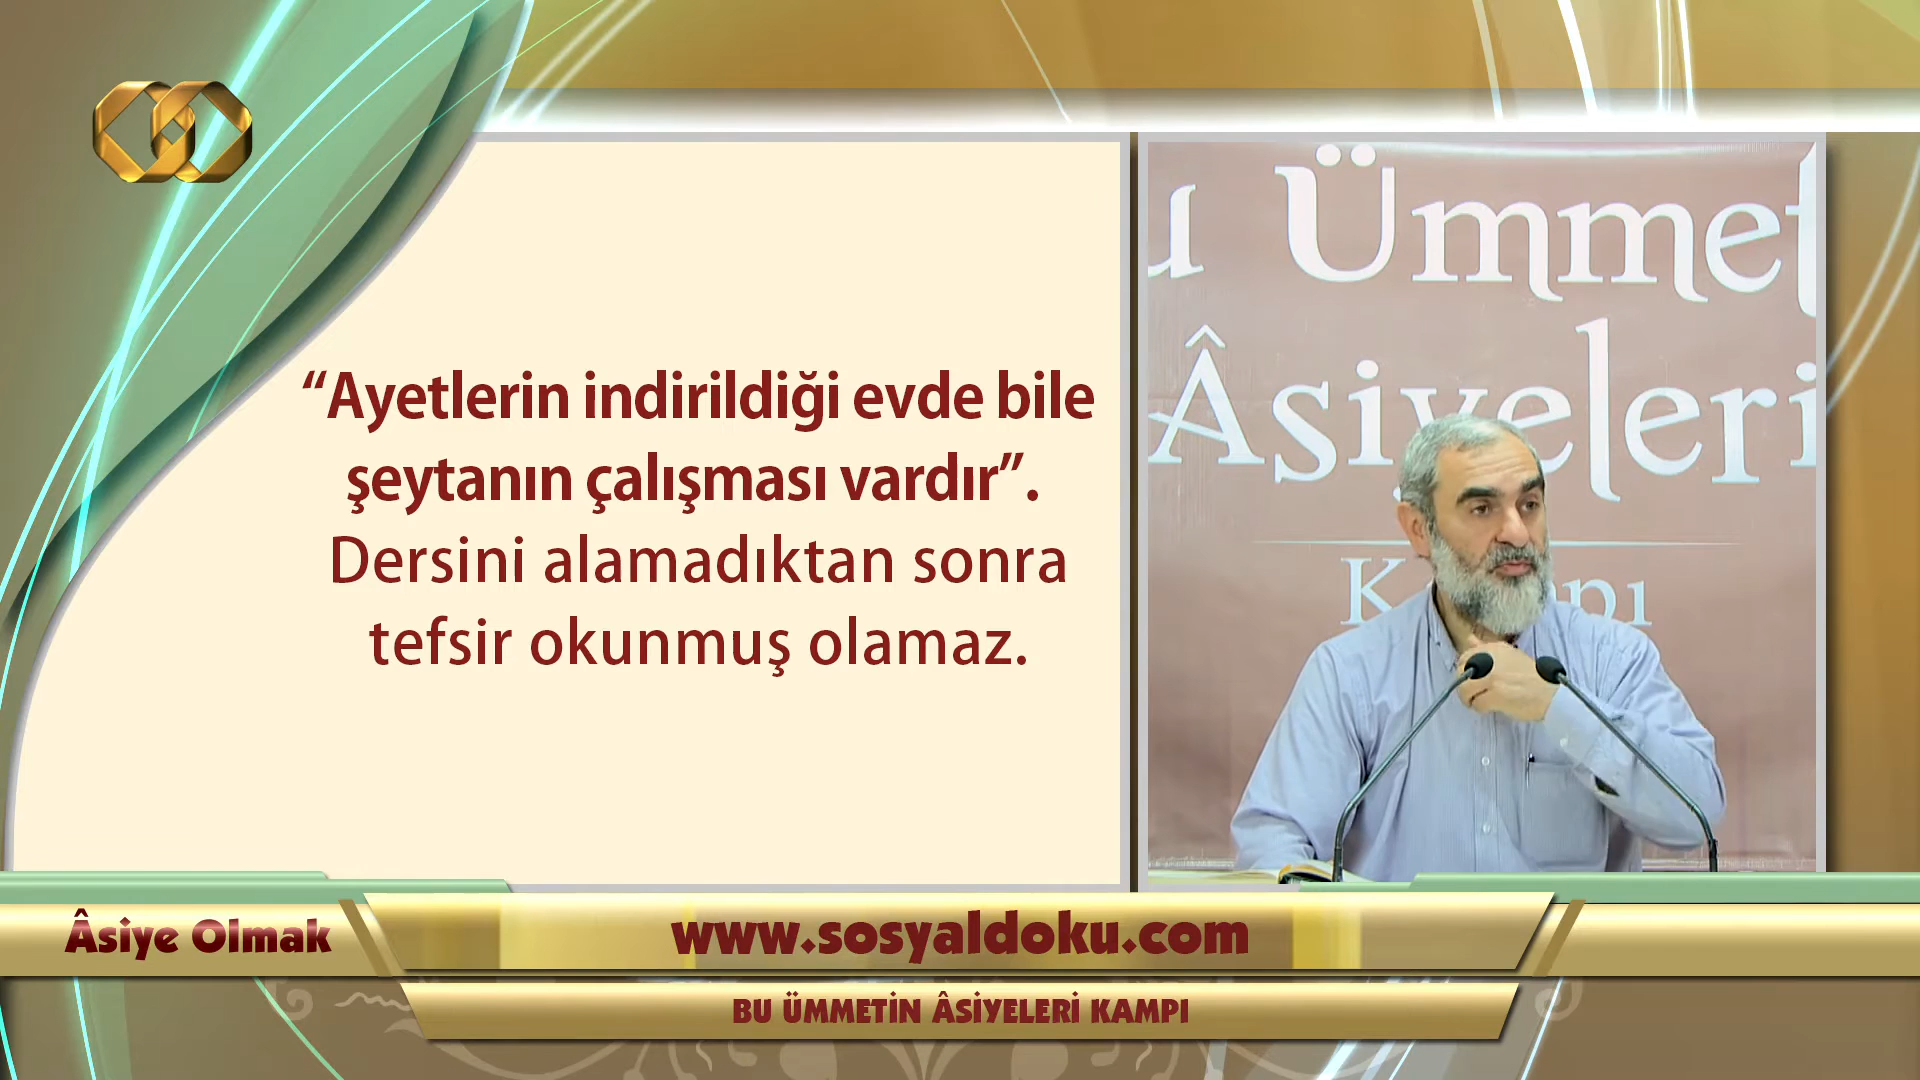 “Ayetlerin indirildiği evde bile
şeytanın çalışması vardır”.
Dersini alamadıktan sonra
tefsir okunmuş olamaz.
u Ümmet
Âsiyeleri
Âsiye Olmak
www.sosyaldoku.com
BU ÜMMETİN ÂSİYELERİ KAMPI